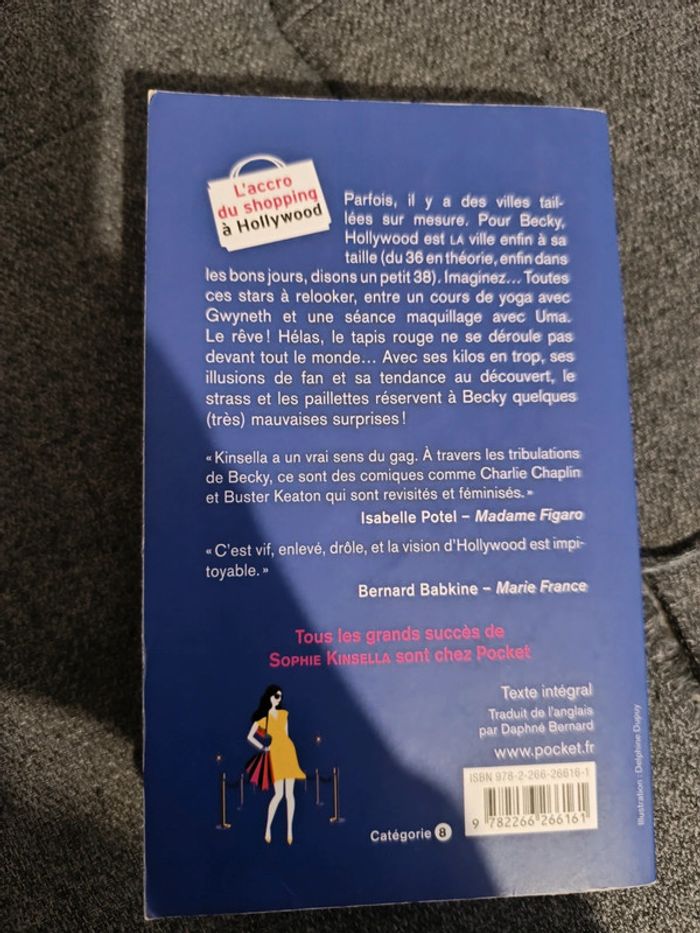 L'accro
du shopping
à Hollywood
Parfois, il y a des villes tail-
lées sur mesure. Pour Becky,
Hollywood est LA ville enfin à sa
taille (du 36 en théorie, enfin dans
les bons jours, disons un petit 38). Imaginez... Toutes
ces stars à relooker, entre un cours de yoga avec
Gwyneth et une séance maquillage avec Uma.
Le rêve ! Hélas, le tapis rouge ne se déroule pas
devant tout le monde... Avec ses kilos en trop, ses
illusions de fan et sa tendance au découvert, le
strass et les paillettes réservent à Becky quelques
(très) mauvaises surprises !
« Kinsella a un vrai sens du gag. À travers les tribulations
de Becky, ce sont des comiques comme Charlie Chaplin
et Buster Keaton qui sont revisités et féminisés. »
Isabelle Potel – Madame Figaro
« C'est vif, enlevé, drôle, et la vision d'Hollywood est impi-
toyable. »
Bernard Babkine – Marie France
Tous les grands succès de
SOPHIE KINSELLA sont chez Pocket
Texte intégral
Traduit de l'anglais
par Daphné Bernard
www.pocket.fr
ISBN 978-2-266-26616-1
9 782266 266161
Catégorie 8
Illustration : Delphine Dupuy